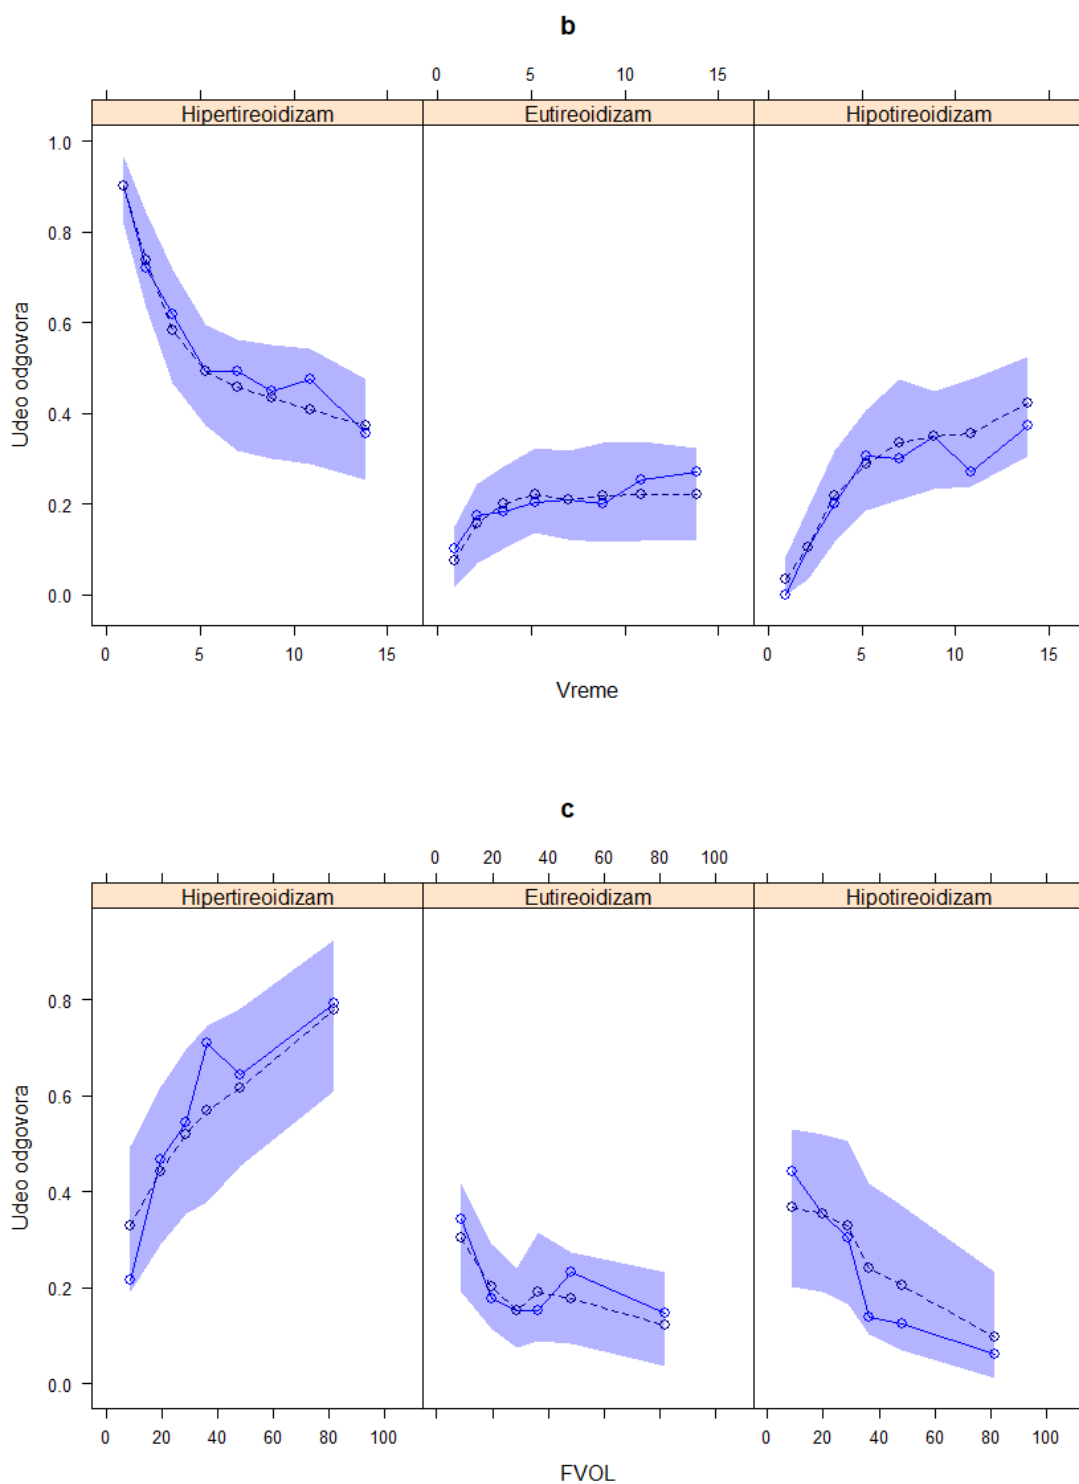 b
0 5 10 15
Hipertireoidizam Eutireoidizam Hipotireoidizam
1.0
0.8
0.6
0.4
0.2
0.0
Udeo odgovora
0 5 10 15 0 5 10 15
Vreme
c
0 20 40 60 80 100
Hipertireoidizam Eutireoidizam Hipotireoidizam
0.8
0.6
0.4
0.2
0.0
Udeo odgovora
0 20 40 60 80 100 0 20 40 60 80 100
FVOL